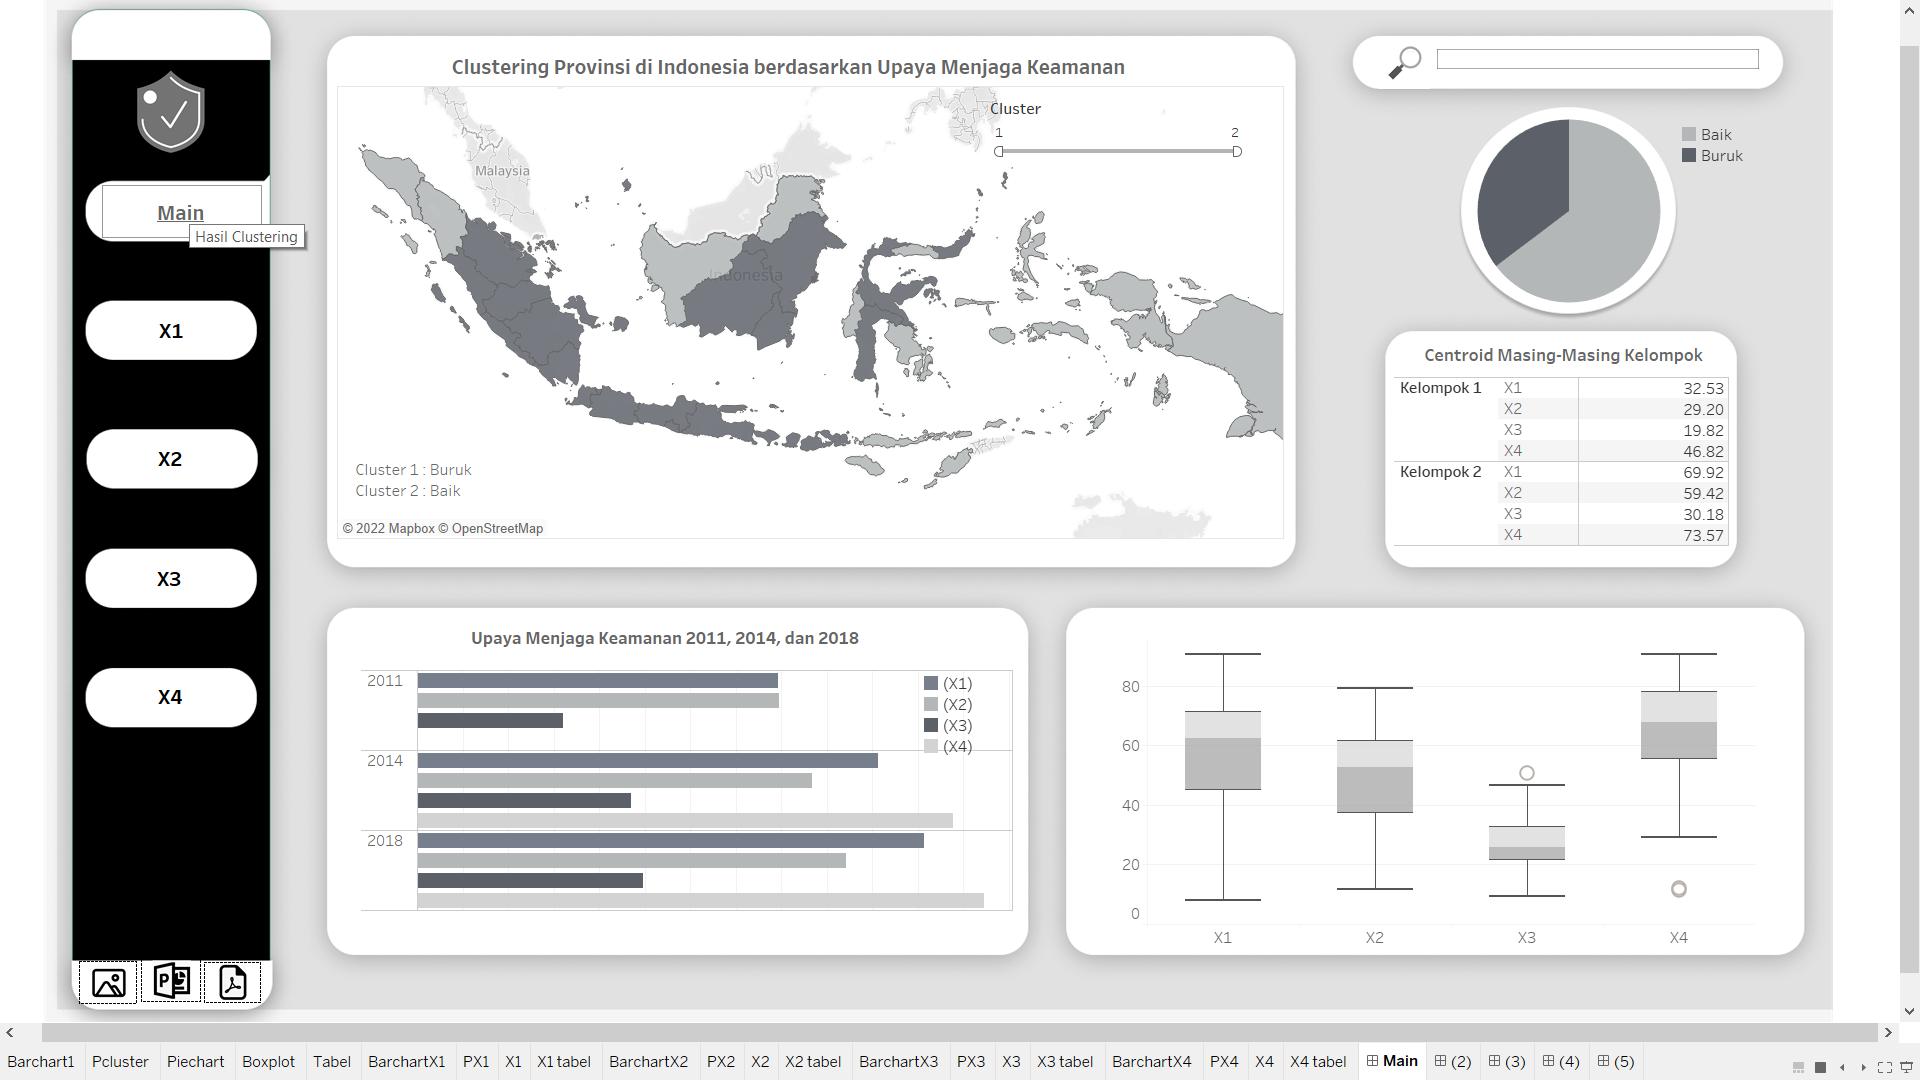 Main
Hasil Clustering
X1
X2
X3
X4
Clustering Provinsi di Indonesia berdasarkan Upaya Menjaga Keamanan
Cluster
1 2
Malaysia
Indonesia
Cluster 1 : Buruk
Cluster 2 : Baik
© 2022 Mapbox © OpenStreetMap
Baik
Buruk
Centroid Masing-Masing Kelompok
Kelompok 1 X1 32.53
X2 29.20
X3 19.82
X4 46.82
Kelompok 2 X1 69.92
X2 59.42
X3 30.18
X4 73.57
Upaya Menjaga Keamanan 2011, 2014, dan 2018
2011
2014
2018
(X1)
(X2)
(X3)
(X4)
80
60
40
20
0
X1 X2 X3 X4
Barchart1 Pcluster Piechart Boxplot Tabel BarchartX1 PX1 X1 X1 tabel BarchartX2 PX2 X2 X2 tabel BarchartX3 PX3 X3 X3 tabel BarchartX4 PX4 X4 X4 tabel Main (2) (3) (4) (5)